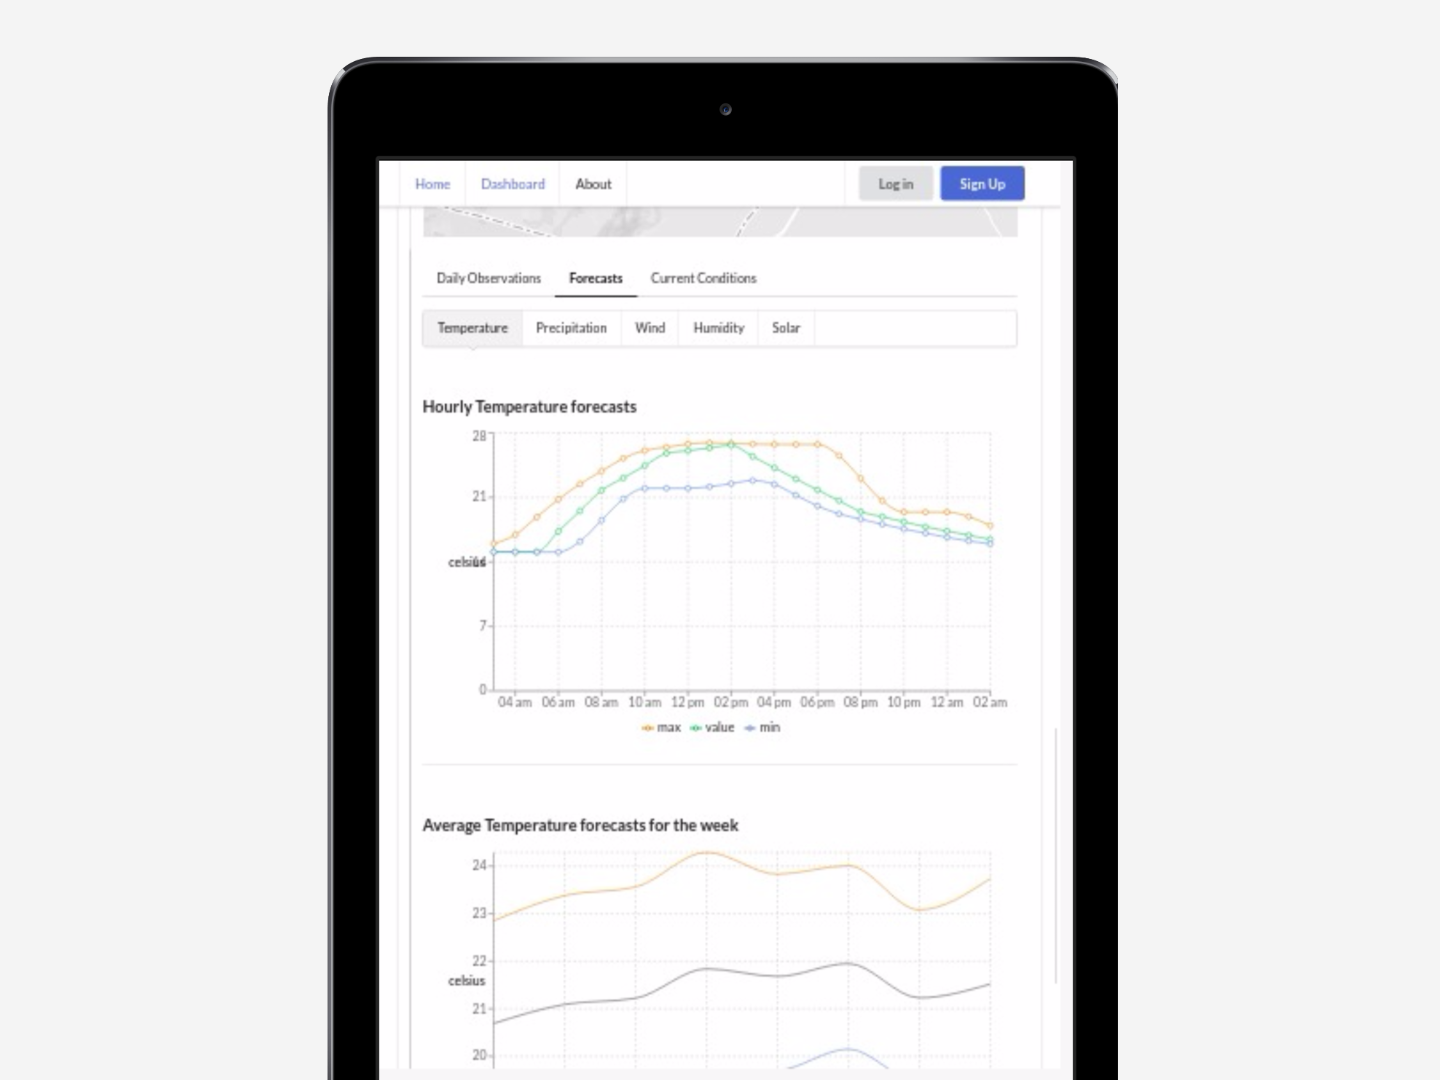 Home Dashboard About Log in Sign Up
Daily Observations Forecasts Current Conditions
Temperature Precipitation Wind Humidity Solar
Hourly Temperature forecasts
28
21
celsius 14
7
0
04 am 06 am 08 am 10 am 12 pm 02 pm 04 pm 06 pm 08 pm 10 pm 12 am 02 am
max value min
Average Temperature forecasts for the week
24
23
22
celsius
21
20